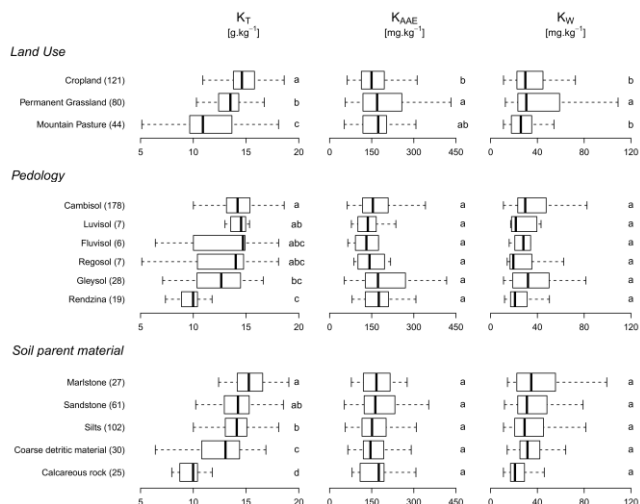 K_T K_AAE K_W
[g.kg⁻¹] [mg.kg⁻¹] [mg.kg⁻¹]
Land Use
Cropland (121) a b b
Permanent Grassland (80) b a a
Mountain Pasture (44) c ab b
5 10 15 20 0 150 300 450 0 40 80 120
Pedology
Cambisol (178) a a a
Luvisol (7) ab a a
Fluvisol (6) abc a a
Regosol (7) abc a a
Gleysol (28) bc a a
Rendzina (19) c a a
5 10 15 20 0 150 300 450 0 40 80 120
Soil parent material
Marlstone (27) a a a
Sandstone (61) ab a a
Silts (102) b a a
Coarse detritic material (30) c a a
Calcareous rock (25) d a a
5 10 15 20 0 150 300 450 0 40 80 120